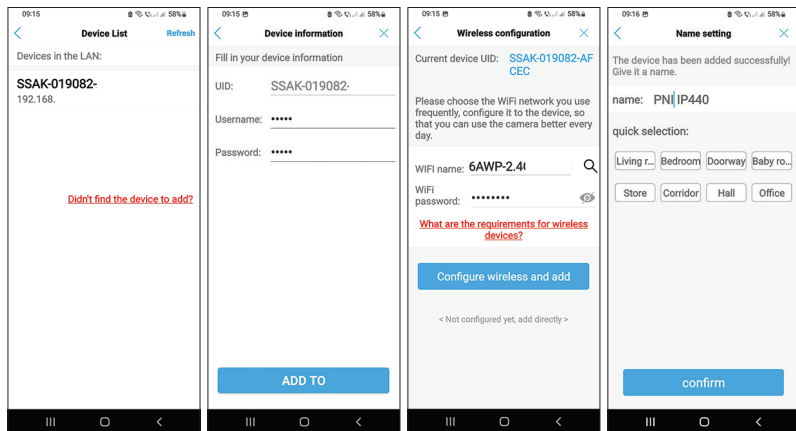 09:15
58%
Device List
Refresh
Devices in the LAN:
SSAK-019082-
192.168.
Didn't find the device to add?
09:15
58%
Device information
Fill in your device information
UID: SSAK-019082-
Username: •••••
Password: •••••
ADD TO
09:15
58%
Wireless configuration
Current device UID: SSAK-019082-AF
CEC
Please choose the WiFi network you use
frequently, configure it to the device, so
that you can use the camera better every
day.
WIFI name: 6AWP-2.4(
WiFi
password: ••••••••
What are the requirements for wireless
devices?
Configure wireless and add
< Not configured yet, add directly >
09:16
58%
Name setting
The device has been added successfully!
Give it a name.
name: PNI IP440
quick selection:
Living r... Bedroom Doorway Baby ro...
Store Corridor Hall Office
confirm